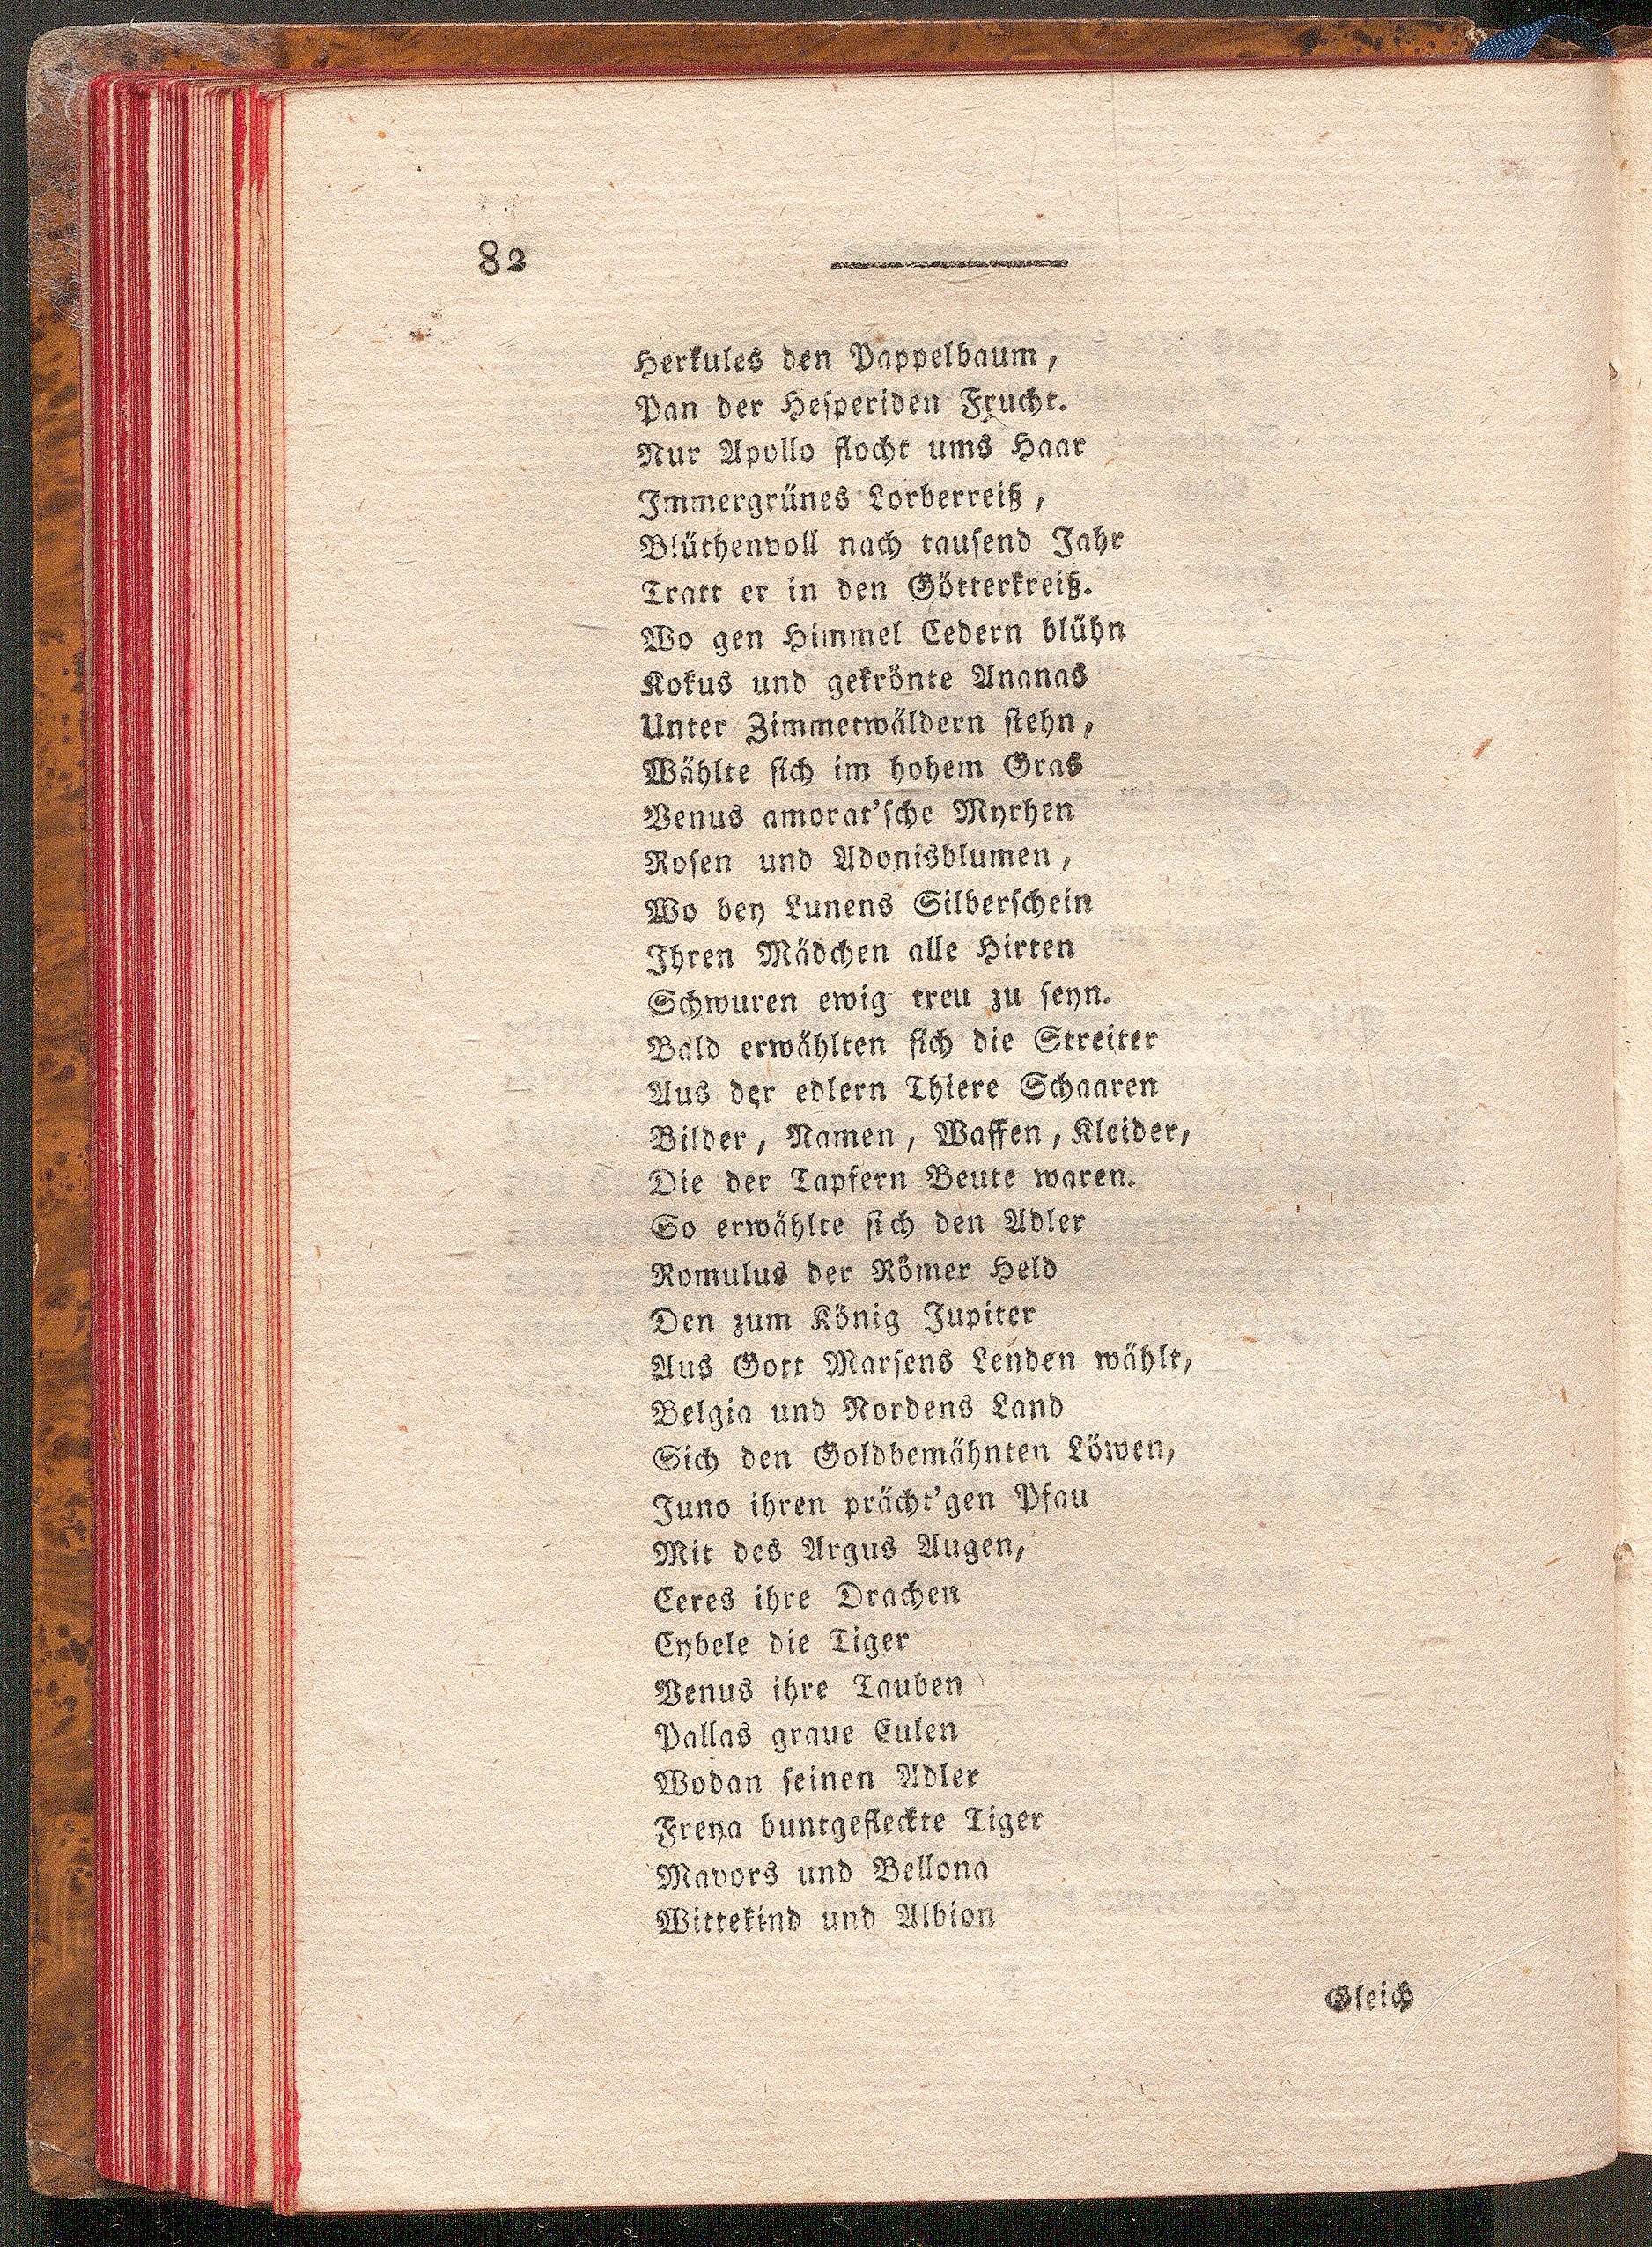 82
Herkules den Pappelbaum,
Pan der Hesperiden Frucht.
Nur Apollo flocht ums Haar
Immergrünes Lorberreiß,
Blüthenvoll nach tausend Jahr
Tratt er in den Götterkreiß.
Wo gen Himmel Cedern blühn
Kokus und gekrönte Ananas
Unter Zimmetwäldern stehn,
Wählte sich im hohem Gras
Venus amorat'sche Myrhen
Rosen und Adonisblumen,
Wo bey Lunens Silberschein
Ihren Mädchen alle Hirten
Schwuren ewig treu zu seyn.
Bald erwählten sich die Streiter
Aus der edlern Thiere Schaaren
Bilder, Namen, Waffen, Kleider,
Die der Tapfern Beute waren.
So erwählte sich den Adler
Romulus der Römer Held
Den zum König Jupiter
Aus Gott Marsens Lenden wählt,
Belgia und Nordens Land
Sich den Goldbemähnten Löwen,
Juno ihren prächt'gen Pfau
Mit des Argus Augen,
Ceres ihre Drachen
Cybele die Tiger
Venus ihre Tauben
Pallas graue Eulen
Wodan seinen Adler
Freya buntgefleckte Tiger
Mavors und Bellona
Wittekind und Albion
Gleich